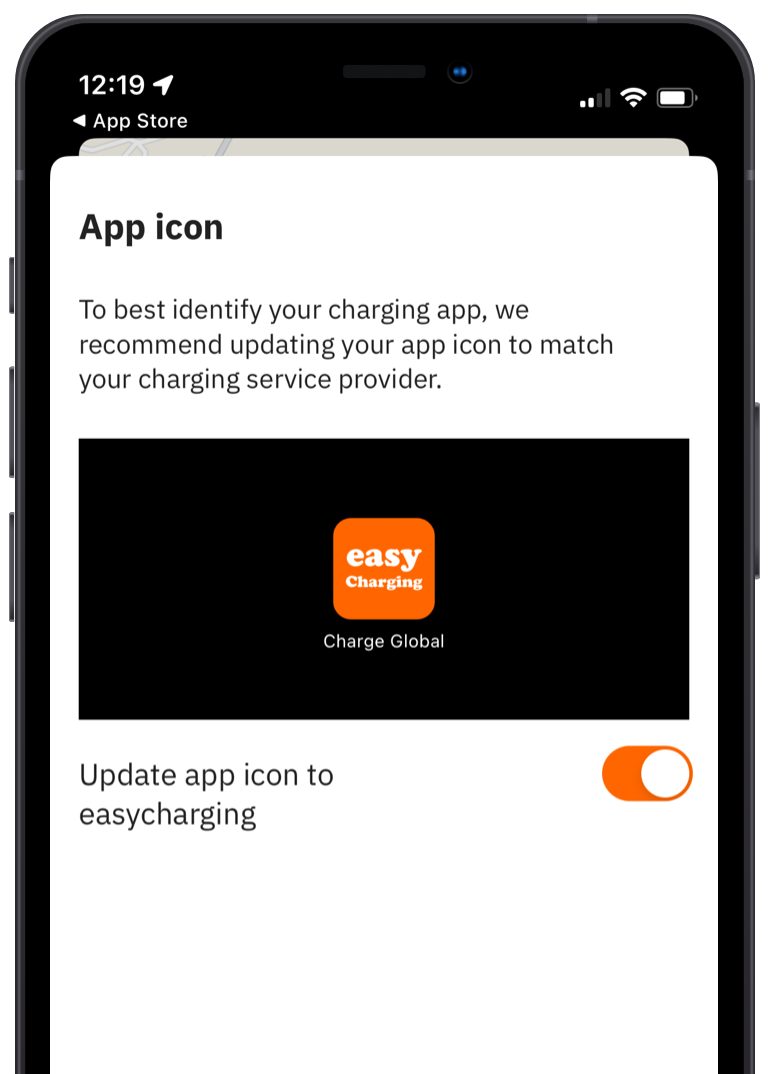 12:19
◀ App Store
App icon
To best identify your charging app, we
recommend updating your app icon to match
your charging service provider.
easy
Charging
Charge Global
Update app icon to
easycharging